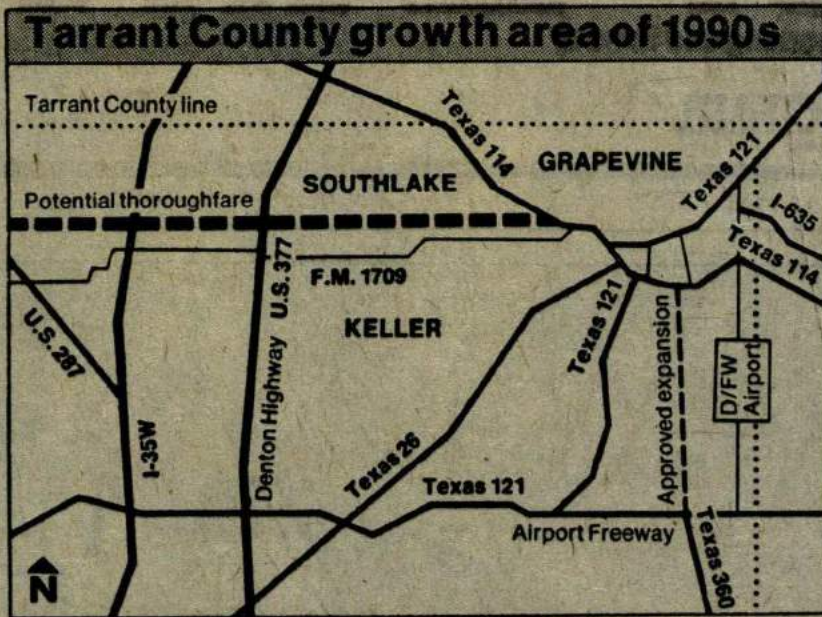 Tarrant County growth area of 1990s
Tarrant County line
Texas 114
GRAPEVINE
Texas 121
SOUTHLAKE
Potential thoroughfare
I-635
Texas 114
F.M. 1709
U.S. 377
Denton Highway
KELLER
U.S. 287
Texas 121
Approved expansion
D/FW
Airport
I-35W
Texas 26
Texas 121
Airport Freeway
Texas 360
N